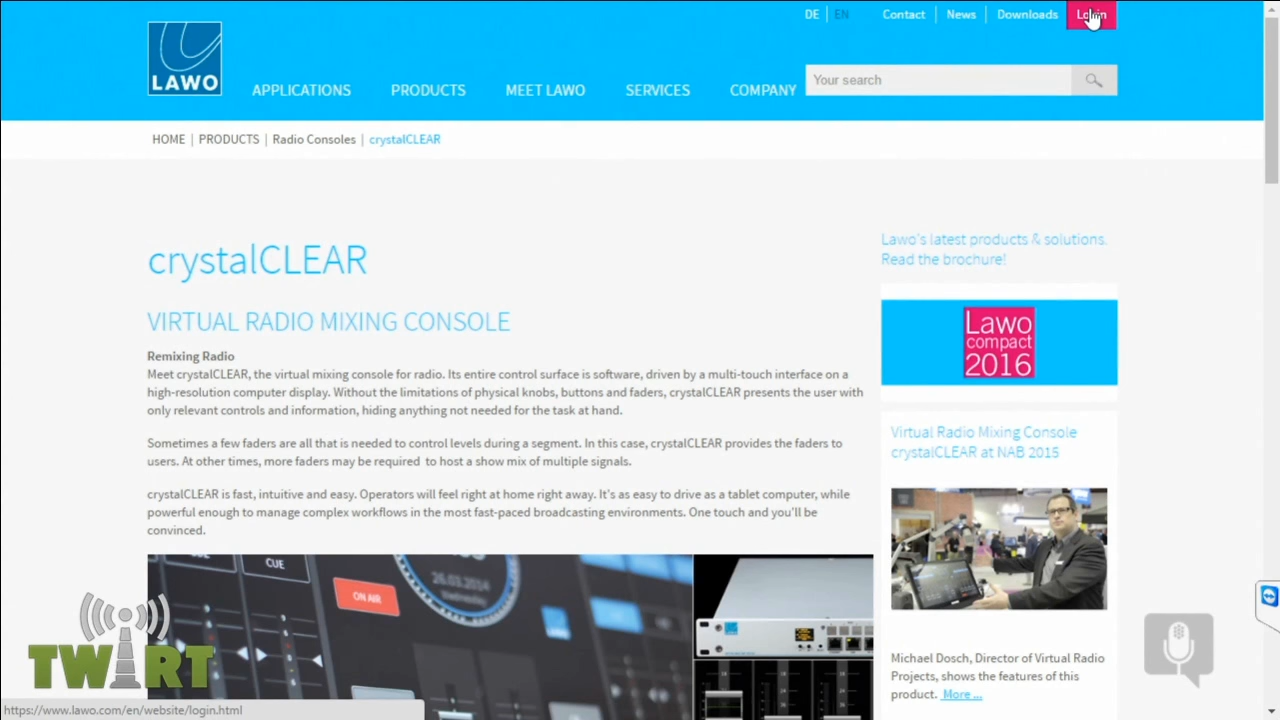 DE | EN
Contact | News | Downloads
Login
LAWO
APPLICATIONS PRODUCTS MEET LAWO SERVICES COMPANY
Your search
HOME | PRODUCTS | Radio Consoles | crystalCLEAR
crystalCLEAR
VIRTUAL RADIO MIXING CONSOLE
Remixing Radio
Meet crystalCLEAR, the virtual mixing console for radio. Its entire control surface is software, driven by a multi-touch interface on a
high-resolution computer display. Without the limitations of physical knobs, buttons and faders, crystalCLEAR presents the user with
only relevant controls and information, hiding anything not needed for the task at hand.
Sometimes a few faders are all that is needed to control levels during a segment. In this case, crystalCLEAR provides the faders to
users. At other times, more faders may be required to host a show mix of multiple signals.
crystalCLEAR is fast, intuitive and easy. Operators will feel right at home right away. It's as easy to drive as a tablet computer, while
powerful enough to manage complex workflows in the most fast-paced broadcasting environments. One touch and you'll be
convinced.
CUE
ON AIR
26.03.2014
Wednesday
Lawo's latest products & solutions.
Read the brochure!
Lawo
compact
2016
Virtual Radio Mixing Console
crystalCLEAR at NAB 2015
Michael Dosch, Director of Virtual Radio
Projects, shows the features of this
product. More ...
TWiRT
https://www.lawo.com/en/website/login.html